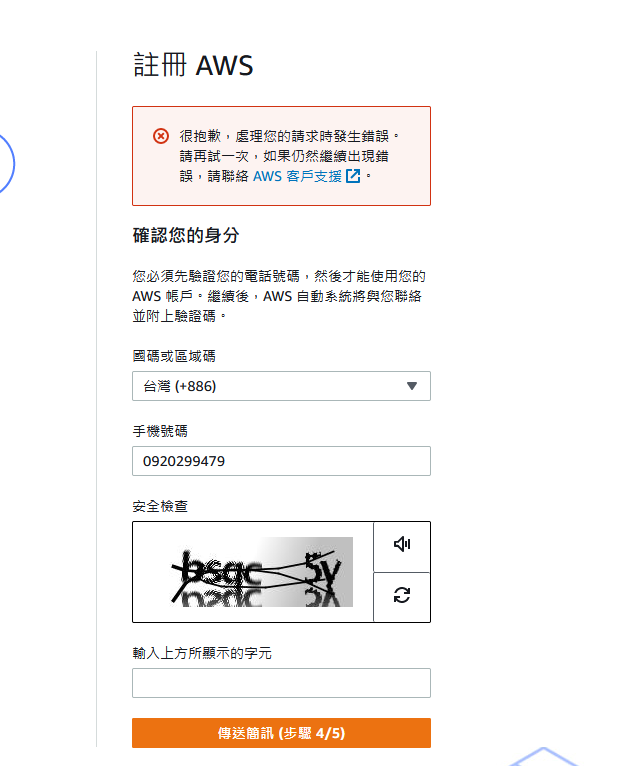 註冊 AWS
很抱歉，處理您的請求時發生錯誤。
請再試一次，如果仍然繼續出現錯
誤，請聯絡 AWS 客戶支援。
確認您的身分
您必須先驗證您的電話號碼，然後才能使用您的
AWS 帳戶。繼續後，AWS 自動系統將與您聯絡
並附上驗證碼。
國碼或區域碼
台灣 (+886)
手機號碼
0920299479
安全檢查
輸入上方所顯示的字元
傳送簡訊 (步驟 4/5)